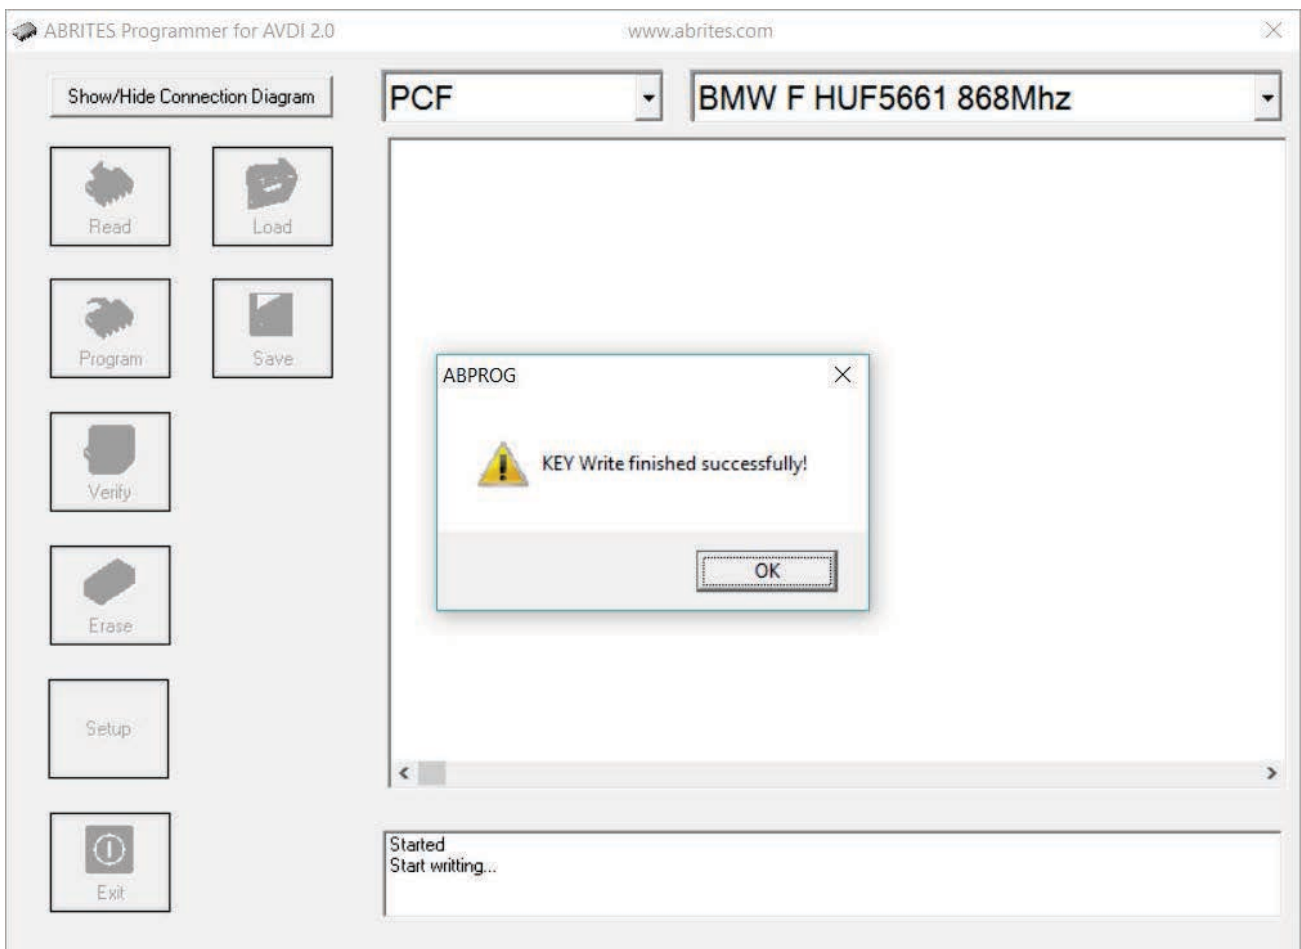 ABRITES Programmer for AVDI 2.0 www.abrites.com
Show/Hide Connection Diagram
PCF
BMW F HUF5661 868Mhz
Read
Load
Program
Save
Verify
Erase
Setup
Exit
ABPROG
KEY Write finished successfully!
OK
Started
Start writting...